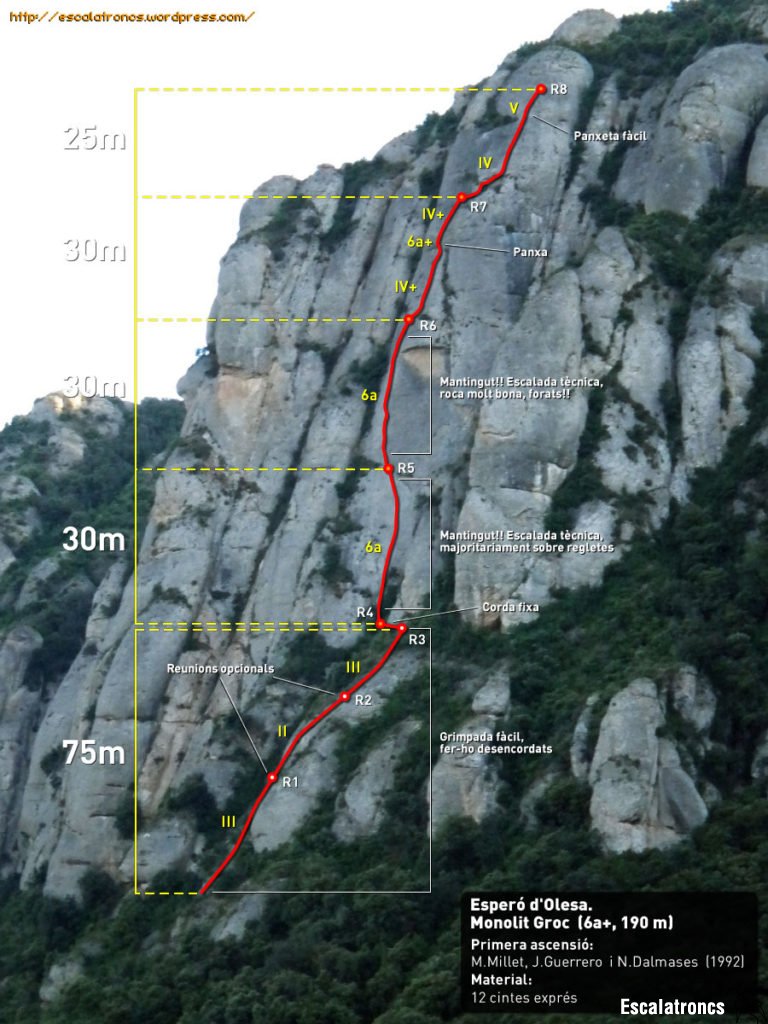 http://escalatroncs.wordpress.com/
R8
V
25m
Panxeta fàcil
IV
R7
IV+
30m
6a+
Panxa
IV+
R6
30m
Mantingut!! Escalada tècnica,
roca molt bona, forats!!
6a
R5
30m
Mantingut!! Escalada tècnica,
majoritariament sobre regletes
6a
Corda fixa
R4
R3
Reunions opcionals
III
R2
II
75m
Grimpada fàcil,
fer-ho desencordats
R1
III
Esperó d'Olesa.
Monolit Groc (6a+, 190 m)
Primera ascensió:
M.Millet, J.Guerrero i N.Dalmases (1992)
Material:
12 cintes exprés
Escalatroncs